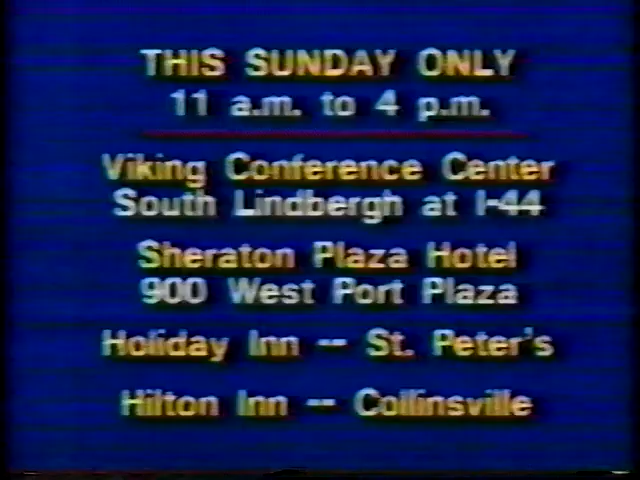 THIS SUNDAY ONLY
11 a.m. to 4 p.m.
Viking Conference Center
South Lindbergh at I-44
Sheraton Plaza Hotel
900 West Port Plaza
Holiday Inn -- St. Peter's
Hilton Inn -- Collinsville